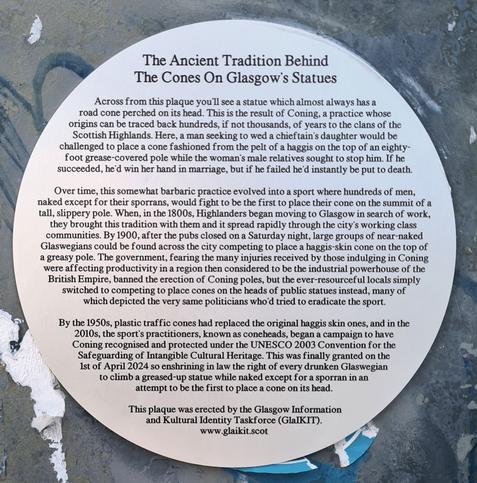 The Ancient Tradition Behind
The Cones On Glasgow's Statues
Across from this plaque you'll see a statue which almost always has a
road cone perched on its head. This is the result of Coning, a practice whose
origins can be traced back hundreds, if not thousands, of years to the clans of the
Scottish Highlands. Here, a man seeking to wed a chieftain's daughter would be
challenged to place a cone fashioned from the pelt of a haggis on the top of an eighty-
foot grease-covered pole while the woman's male relatives sought to stop him. If he
succeeded, he'd win her hand in marriage, but if he failed he'd instantly be put to death.
Over time, this somewhat barbaric practice evolved into a sport where hundreds of men,
naked except for their sporrans, would fight to be the first to place their cone on the summit of a
tall, slippery pole. When, in the 1800s, Highlanders began moving to Glasgow in search of work,
they brought this tradition with them and it spread rapidly through the city's working class
communities. By 1900, after the pubs closed on a Saturday night, large groups of near-naked
Glaswegians could be found across the city competing to place a haggis-skin cone on the top of
a greasy pole. The government, fearing the many injuries received by those indulging in Coning
were affecting productivity in a region then considered to be the industrial powerhouse of the
British Empire, banned the erection of Coning poles, but the ever-resourceful locals simply
switched to competing to place cones on the heads of public statues instead, many of
which depicted the very same politicians who'd tried to eradicate the sport.
By the 1950s, plastic traffic cones had replaced the original haggis skin ones, and in the
2010s, the sport's practitioners, known as coneheads, began a campaign to have
Coning recognised and protected under the UNESCO 2003 Convention for the
Safeguarding of Intangible Cultural Heritage. This was finally granted on the
1st of April 2024 so enshrining in law the right of every drunken Glaswegian
to climb a greased-up statue while naked except for a sporran in an
attempt to be the first to place a cone on its head.
This plaque was erected by the Glasgow Information
and Kultural Identity Taskforce (GlaIKIT).
www.glaikit.scot